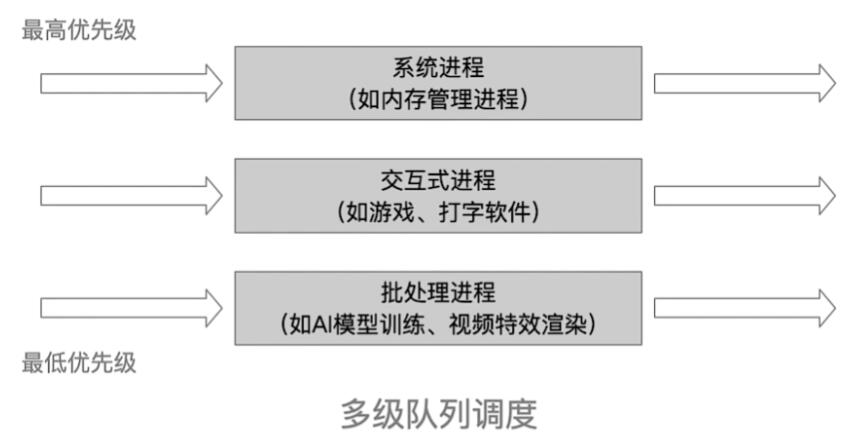 最高优先级
系统进程
（如内存管理进程）
交互式进程
（如游戏、打字软件）
批处理进程
（如AI模型训练、视频特效渲染）
最低优先级
多级队列调度